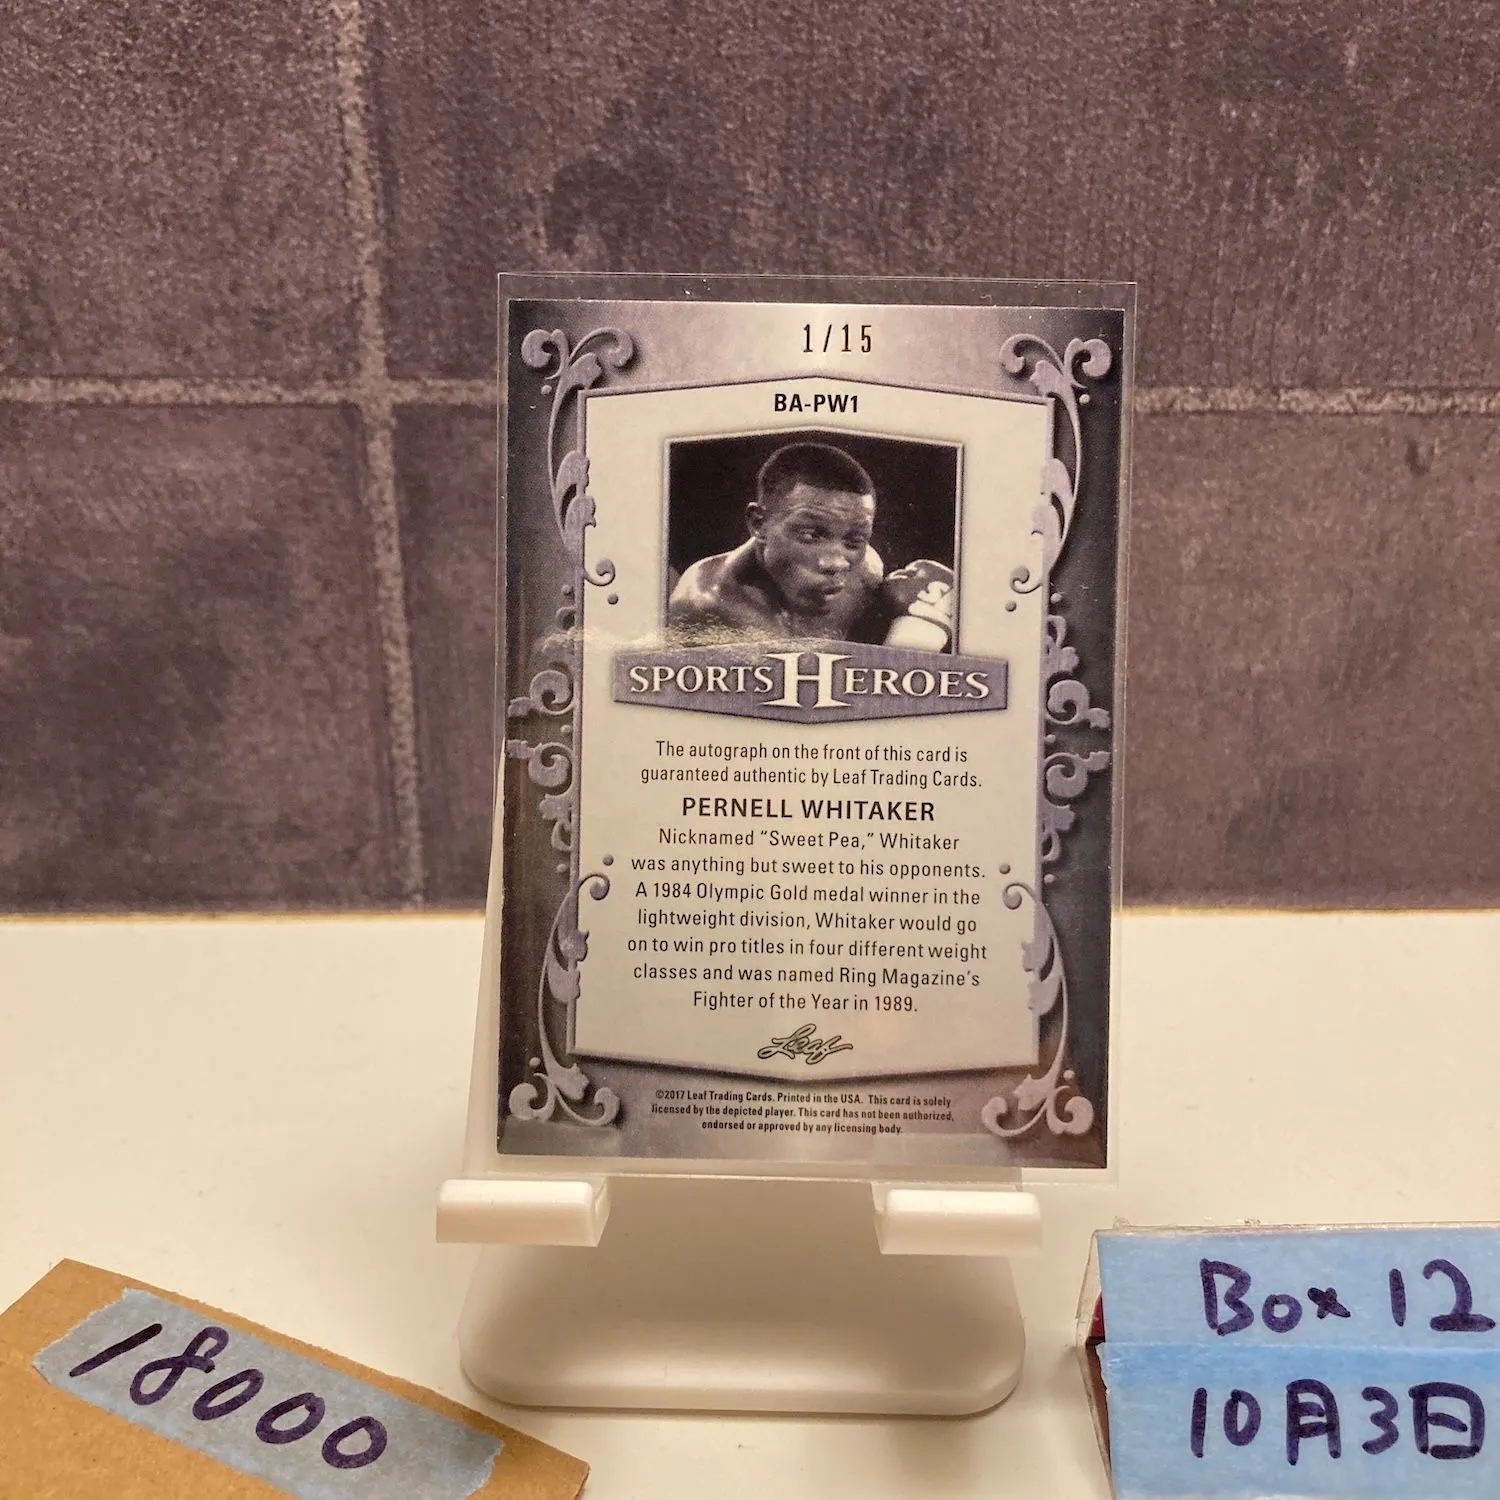 1/15
BA-PW1
SPORTS HEROES
The autograph on the front of this card is
guaranteed authentic by Leaf Trading Cards.
PERNELL WHITAKER
Nicknamed “Sweet Pea,” Whitaker
was anything but sweet to his opponents.
A 1984 Olympic Gold medal winner in the
lightweight division, Whitaker would go
on to win pro titles in four different weight
classes and was named Ring Magazine’s
Fighter of the Year in 1989.
Leaf
©2017 Leaf Trading Cards. Printed in the USA. This card is solely
licensed by the depicted player. This card has not been authorized,
endorsed or approved by any licensing body.
18000
Box 12
10月3日